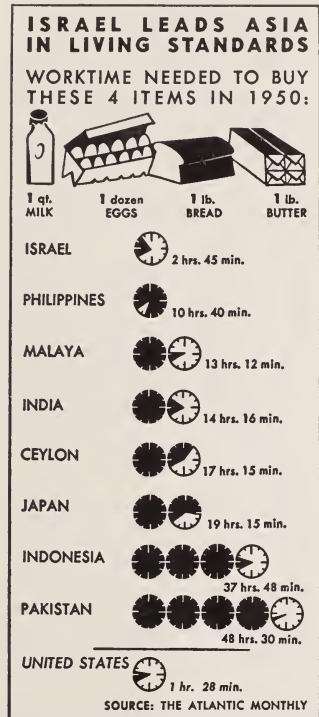 ISRAEL LEADS ASIA
IN LIVING STANDARDS
WORKTIME NEEDED TO BUY
THESE 4 ITEMS IN 1950:
1 qt. MILK
1 dozen EGGS
1 lb. BREAD
1 lb. BUTTER
ISRAEL 2 hrs. 45 min.
PHILIPPINES 10 hrs. 40 min.
MALAYA 13 hrs. 12 min.
INDIA 14 hrs. 16 min.
CEYLON 17 hrs. 15 min.
JAPAN 19 hrs. 15 min.
INDONESIA 37 hrs. 48 min.
PAKISTAN 48 hrs. 30 min.
UNITED STATES 1 hr. 28 min.
SOURCE: THE ATLANTIC MONTHLY